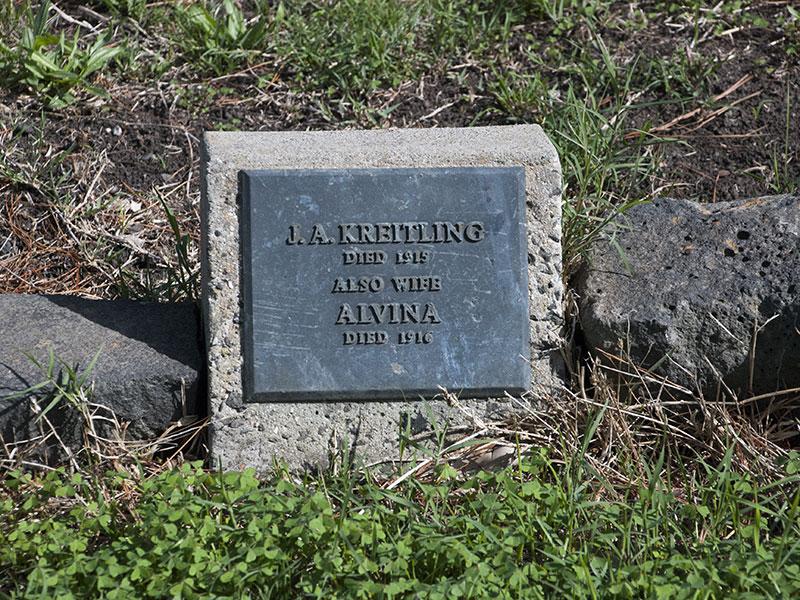 J. A. KREITLING
DIED 1915
ALSO WIFE
ALVINA
DIED 1916